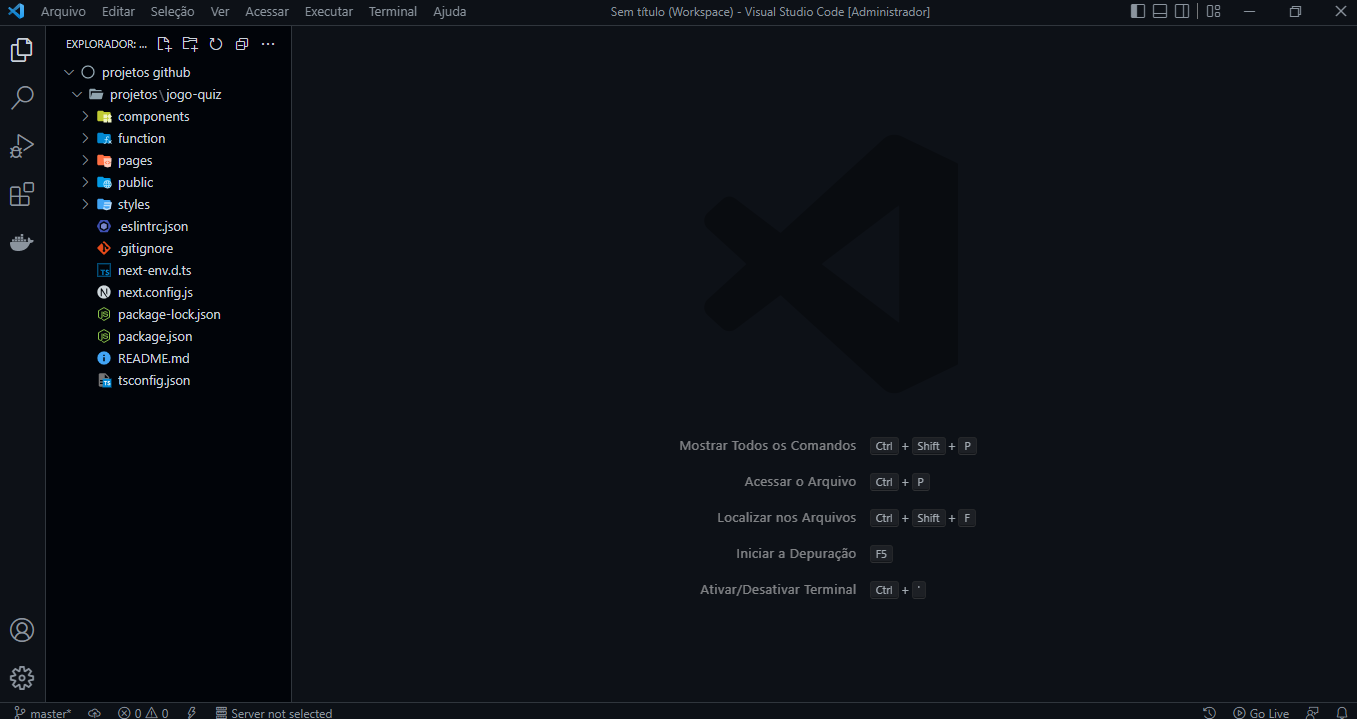 Arquivo Editar Seleção Ver Acessar Executar Terminal Ajuda Sem título (Workspace) - Visual Studio Code [Administrador]
EXPLORADOR: ...
projetos github
projetos\jogo-quiz
components
function
pages
public
styles
.eslintrc.json
.gitignore
next-env.d.ts
next.config.js
package-lock.json
package.json
README.md
tsconfig.json
Mostrar Todos os Comandos Ctrl + Shift + P
Acessar o Arquivo Ctrl + P
Localizar nos Arquivos Ctrl + Shift + F
Iniciar a Depuração F5
Ativar/Desativar Terminal Ctrl + '
master* 0 0 Server not selected Go Live